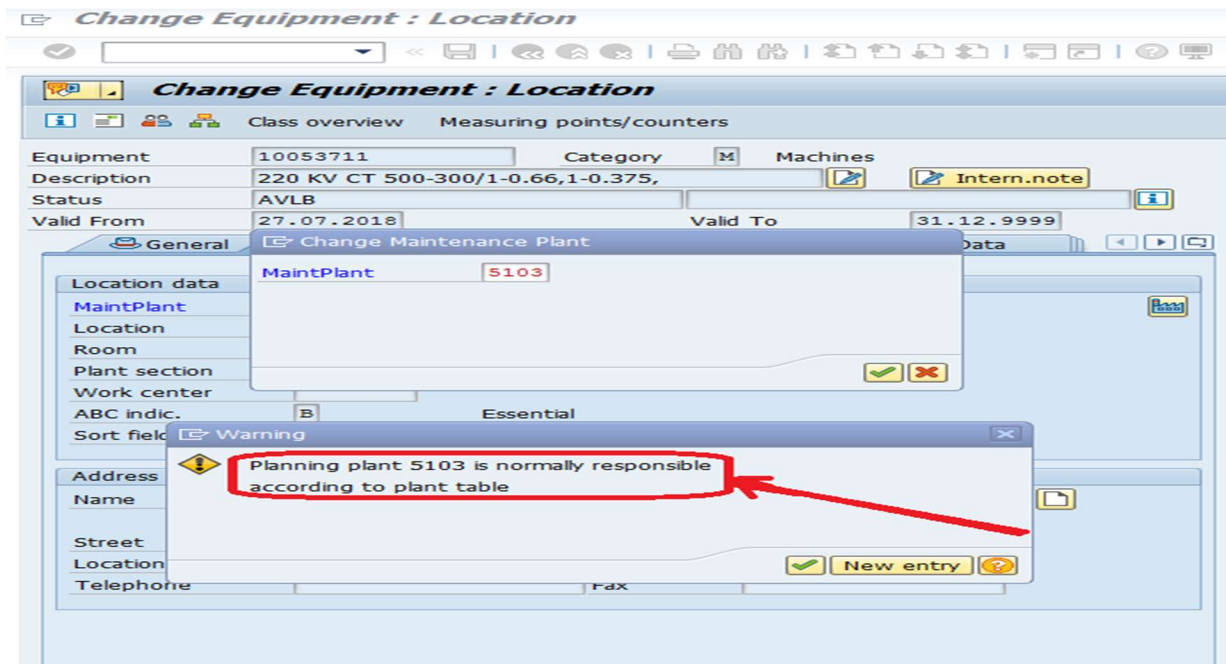 Change Equipment : Location
Change Equipment : Location
Class overview Measuring points/counters
Equipment 10053711 Category M Machines
Description 220 KV CT 500-300/1-0.66,1-0.375, Intern.note
Status AVLB
Valid From 27.07.2018 Valid To 31.12.9999
General Data
Change Maintenance Plant
MaintPlant 5103
Location data
MaintPlant
Location
Room
Plant section
Work center
ABC indic. B Essential
Sort field
Warning
Planning plant 5103 is normally responsible
according to plant table
New entry
Address
Name
Street
Location
Telephone Fax